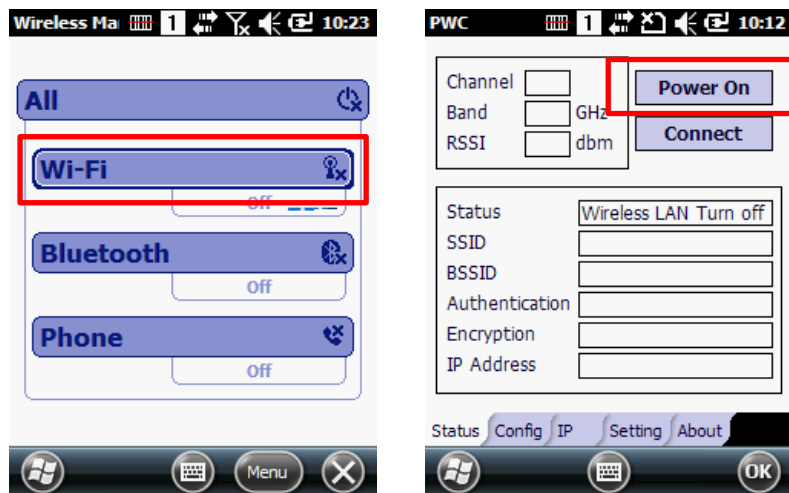 Wireless Ma 1 10:23
All
Wi-Fi
Off
Bluetooth
Off
Phone
Off
Menu
PWC 1 10:12
Channel
Power On
Band GHz
RSSI dbm
Connect
Status Wireless LAN Turn off
SSID
BSSID
Authentication
Encryption
IP Address
Status Config IP Setting About
OK